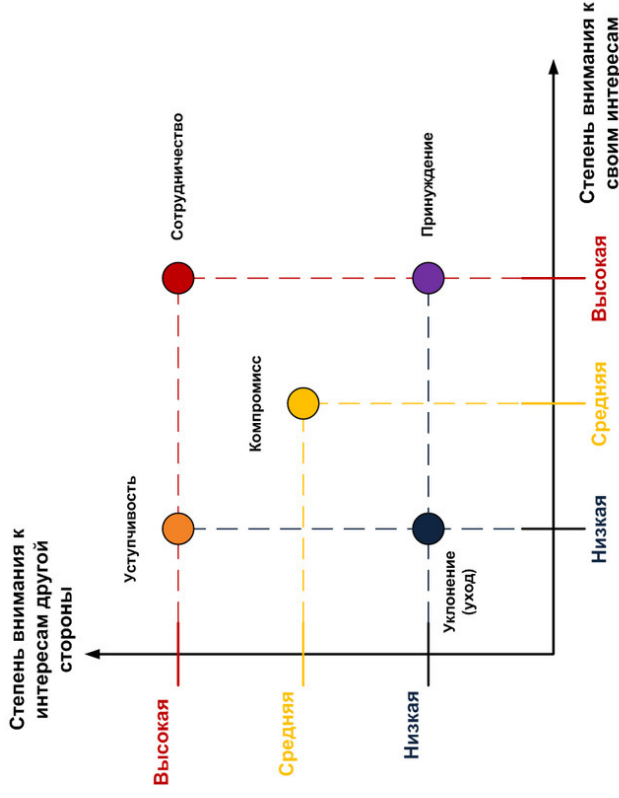 Степень внимания к
интересам другой
стороны
Уступчивость
Высокая
Сотрудничество
Компромисс
Средняя
Низкая
Принуждение
Уклонение
(уход)
Низкая
Средняя
Высокая
Степень внимания к
своим интересам